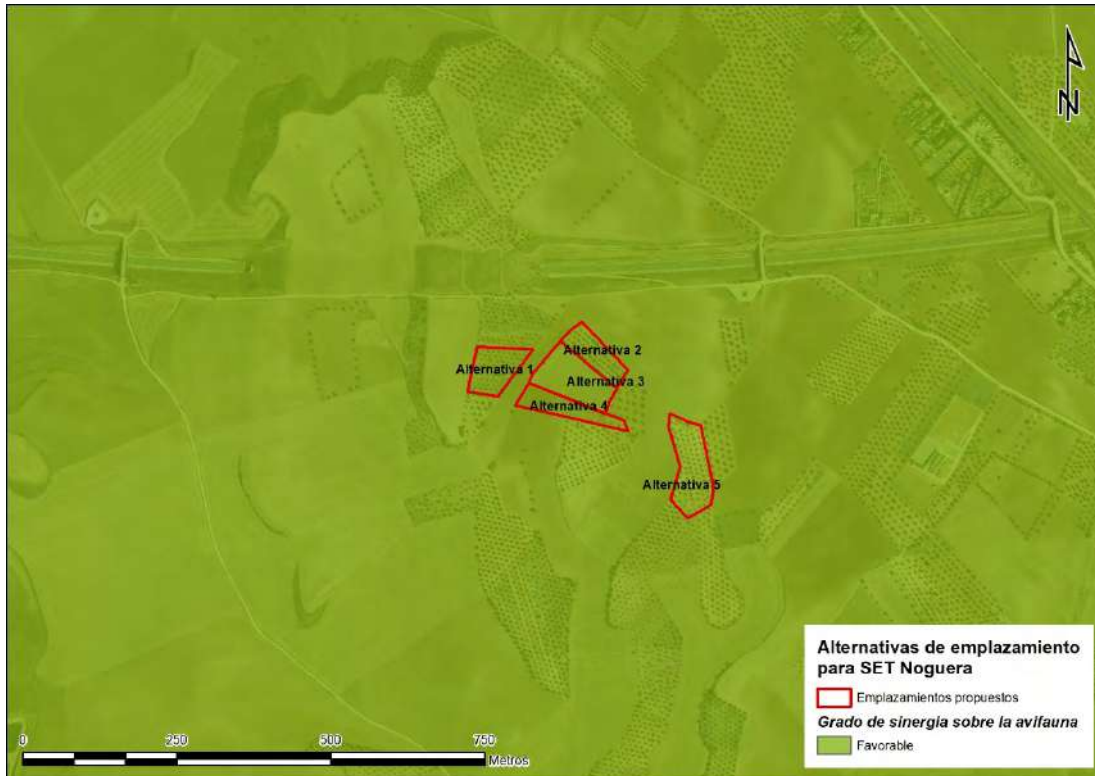 N
Alternativa 1
Alternativa 2
Alternativa 3
Alternativa 4
Alternativa 5
0 250 500 750
Metros
Alternativas de emplazamiento
para SET Noguera
Emplazamientos propuestos
Grado de sinergia sobre la avifauna
Favorable